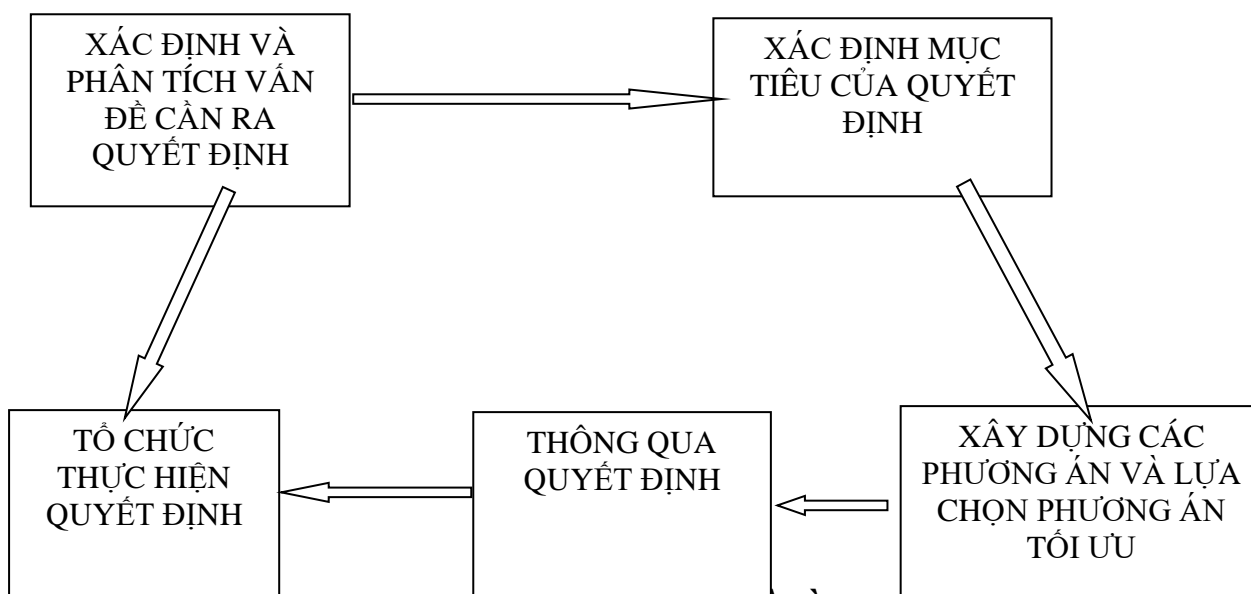 XÁC ĐỊNH VÀ
PHÂN TÍCH VẤN
ĐỀ CẦN RA
QUYẾT ĐỊNH
XÁC ĐỊNH MỤC
TIÊU CỦA QUYẾT
ĐỊNH
TỔ CHỨC
THỰC HIỆN
QUYẾT ĐỊNH
THÔNG QUA
QUYẾT ĐỊNH
XÂY DỰNG CÁC
PHƯƠNG ÁN VÀ LỰA
CHỌN PHƯƠNG ÁN
TỐI ƯU